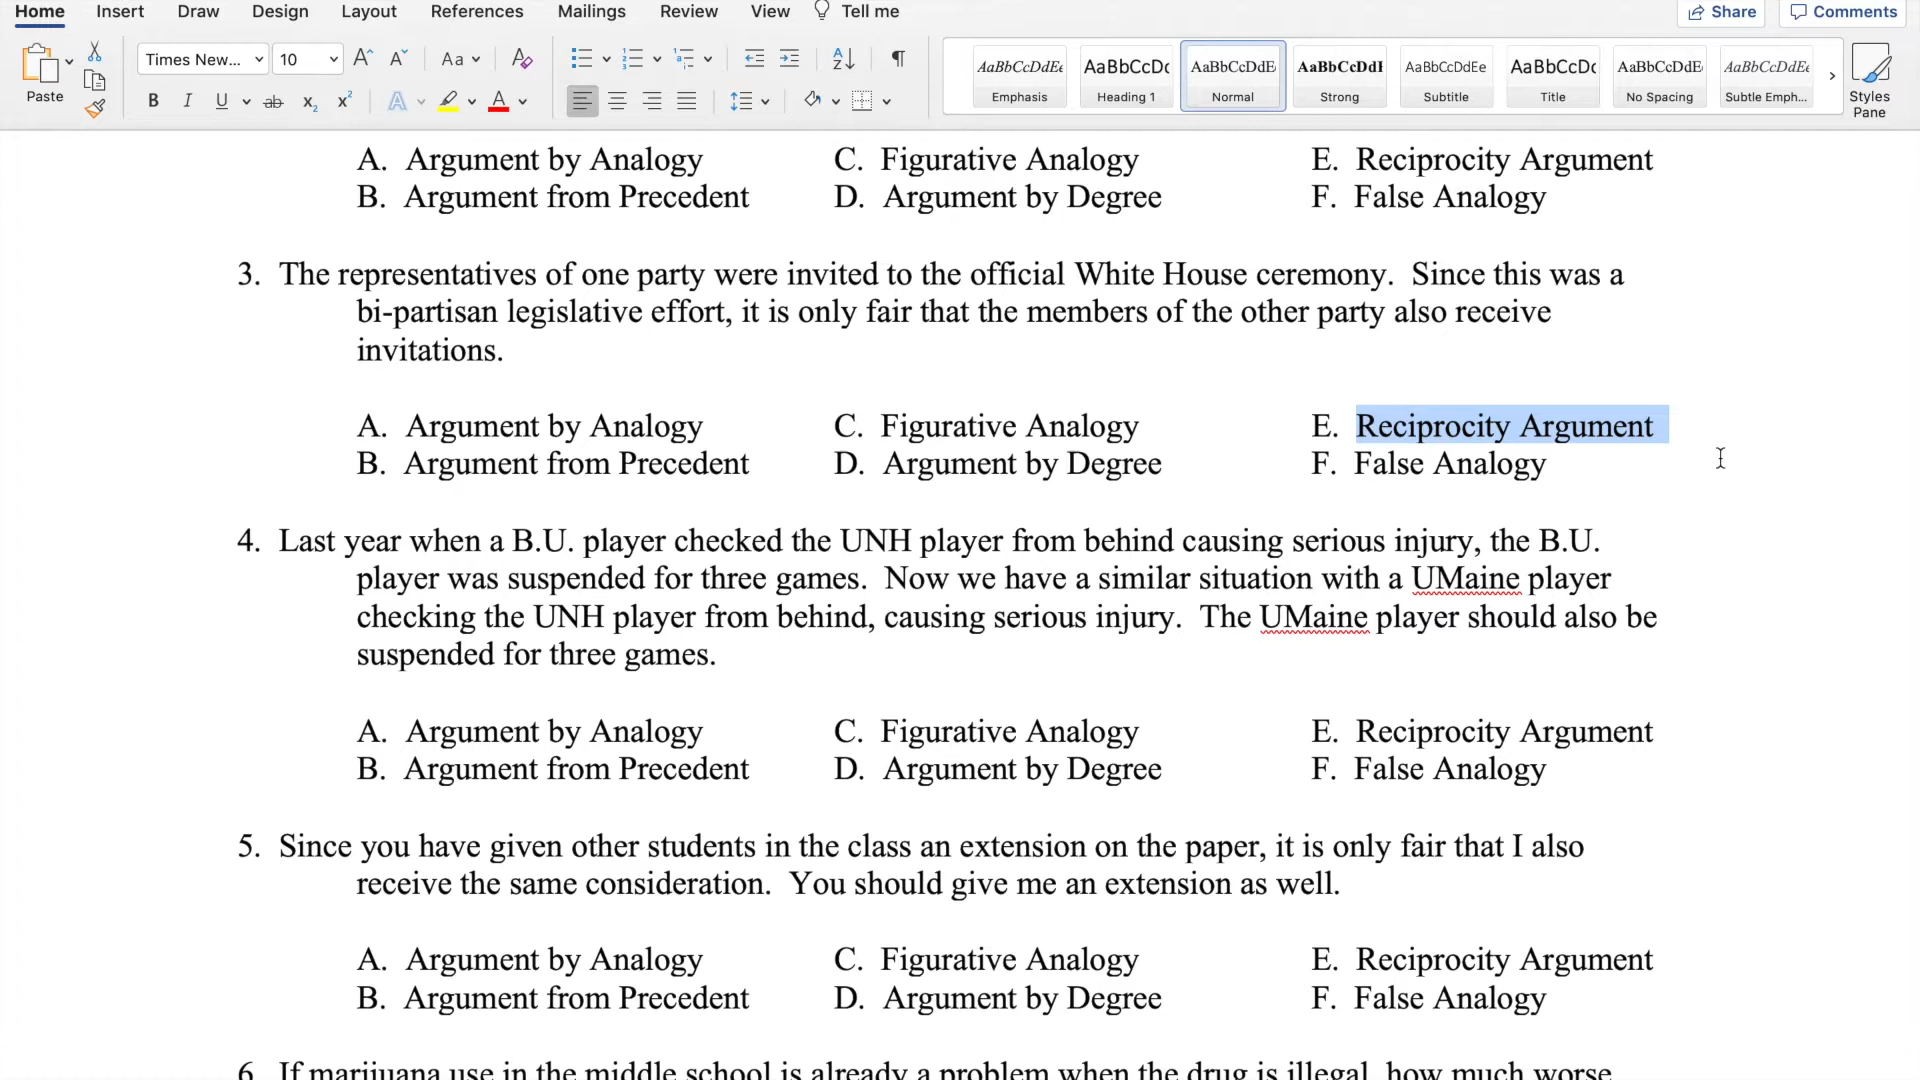 Home Insert Draw Design Layout References Mailings Review View Tell me Share Comments
Times New... 10 Aa
Paste
B I U ab x2 x2 A A
AaBbCcDdEe AaBbCcDc AaBbCcDdE AaBbCcDdI AaBbCcDdEe AaBbCcDc AaBbCcDdE AaBbCcDdEe
Emphasis Heading 1 Normal Strong Subtitle Title No Spacing Subtle Emph... Styles
Pane
A. Argument by Analogy C. Figurative Analogy E. Reciprocity Argument
B. Argument from Precedent D. Argument by Degree F. False Analogy
3. The representatives of one party were invited to the official White House ceremony. Since this was a
bi-partisan legislative effort, it is only fair that the members of the other party also receive
invitations.
A. Argument by Analogy C. Figurative Analogy E. Reciprocity Argument
B. Argument from Precedent D. Argument by Degree F. False Analogy
4. Last year when a B.U. player checked the UNH player from behind causing serious injury, the B.U.
player was suspended for three games. Now we have a similar situation with a UMaine player
checking the UNH player from behind, causing serious injury. The UMaine player should also be
suspended for three games.
A. Argument by Analogy C. Figurative Analogy E. Reciprocity Argument
B. Argument from Precedent D. Argument by Degree F. False Analogy
5. Since you have given other students in the class an extension on the paper, it is only fair that I also
receive the same consideration. You should give me an extension as well.
A. Argument by Analogy C. Figurative Analogy E. Reciprocity Argument
B. Argument from Precedent D. Argument by Degree F. False Analogy
6. If marijuana use in the middle school is already a problem when the drug is illegal, how much worse